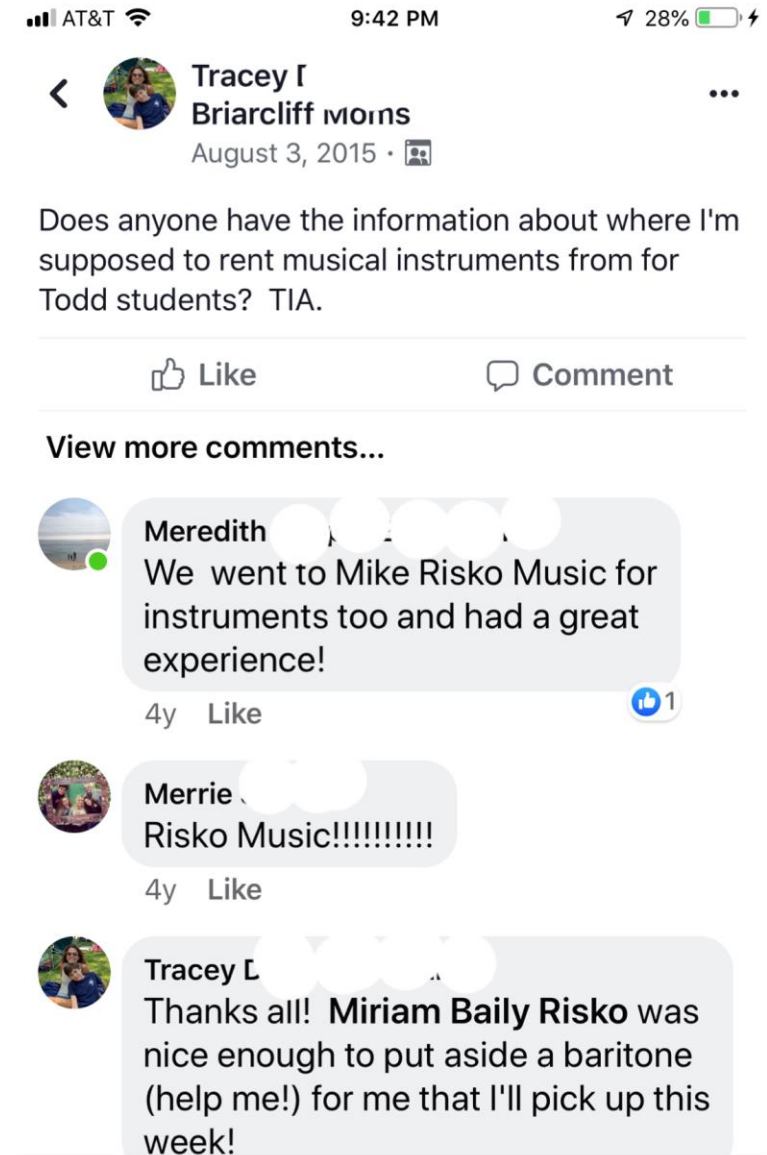 AT&T 9:42 PM 28%
Tracey
Briarcliff Moms
August 3, 2015 ·
Does anyone have the information about where I'm
supposed to rent musical instruments from for
Todd students? TIA.
Like Comment
View more comments...
Meredith
We went to Mike Risko Music for
instruments too and had a great
experience!
4y Like 1
Merrie
Risko Music!!!!!!!!!!
4y Like
Tracey D
Thanks all! Miriam Baily Risko was
nice enough to put aside a baritone
(help me!) for me that I'll pick up this
week!